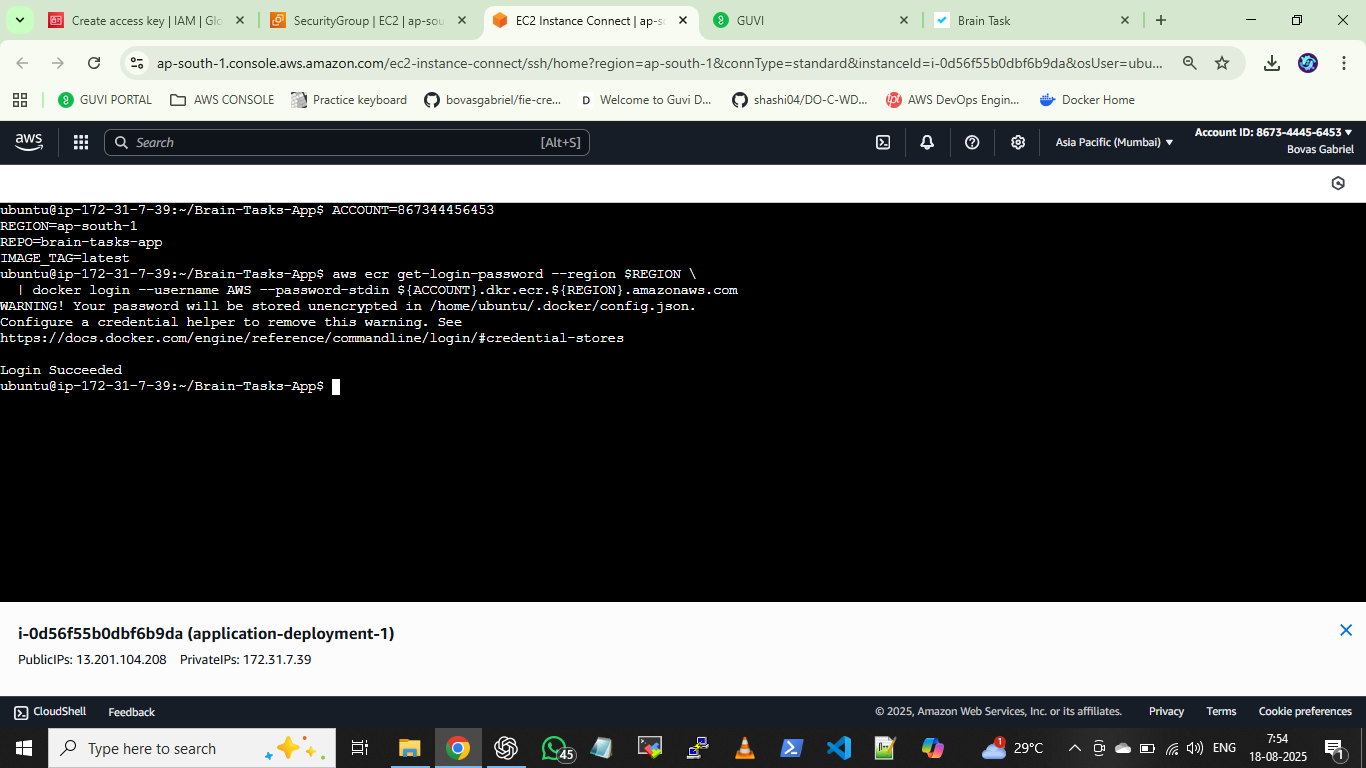 Create access key | IAM | Glo
SecurityGroup | EC2 | ap-sou
EC2 Instance Connect | ap-s
GUVI
Brain Task
ap-south-1.console.aws.amazon.com/ec2-instance-connect/ssh/home?region=ap-south-1&connType=standard&instanceId=i-0d56f55b0dbf6b9da&osUser=ubu...
GUVI PORTAL
AWS CONSOLE
Practice keyboard
bovasgabriel/fie-cre...
Welcome to Guvi D...
shashi04/DO-C-WD...
AWS DevOps Engin...
Docker Home
aws
Search
[Alt+S]
Asia Pacific (Mumbai)
Account ID: 8673-4445-6453
Bovas Gabriel
ubuntu@ip-172-31-7-39:~/Brain-Tasks-App$ ACCOUNT=867344456453
REGION=ap-south-1
REPO=brain-tasks-app
IMAGE_TAG=latest
ubuntu@ip-172-31-7-39:~/Brain-Tasks-App$ aws ecr get-login-password --region $REGION \
| docker login --username AWS --password-stdin ${ACCOUNT}.dkr.ecr.${REGION}.amazonaws.com
WARNING! Your password will be stored unencrypted in /home/ubuntu/.docker/config.json.
Configure a credential helper to remove this warning. See
https://docs.docker.com/engine/reference/commandline/login/#credential-stores
Login Succeeded
ubuntu@ip-172-31-7-39:~/Brain-Tasks-App$
i-0d56f55b0dbf6b9da (application-deployment-1)
PublicIPs: 13.201.104.208 PrivateIPs: 172.31.7.39
CloudShell
Feedback
© 2025, Amazon Web Services, Inc. or its affiliates.
Privacy
Terms
Cookie preferences
Type here to search
45
1
29°C
ENG
7:54
18-08-2025
1